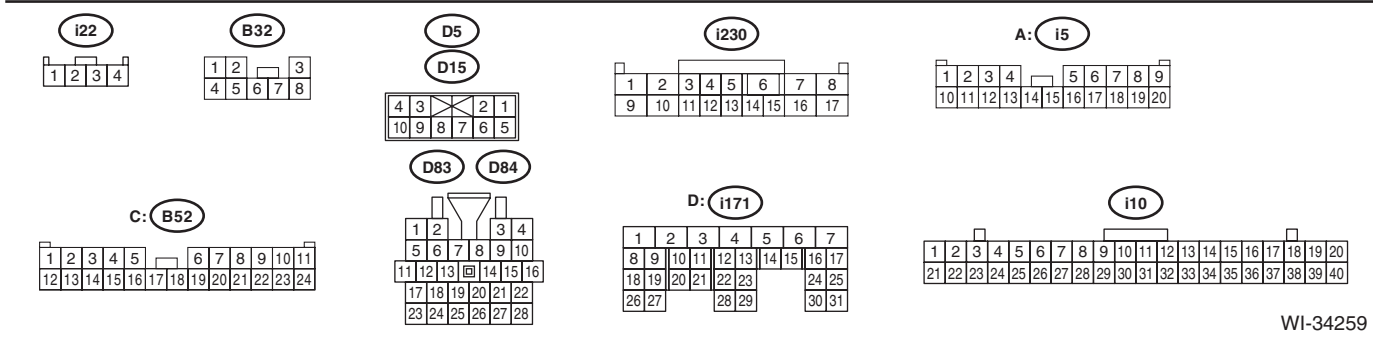 i22
1 2 3 4
B32
1 2 3
4 5 6 7 8
D5
D15
4 3 2 1
10 9 8 7 6 5
i230
1 2 3 4 5 6 7 8
9 10 11 12 13 14 15 16 17
A: i5
1 2 3 4 5 6 7 8 9
10 11 12 13 14 15 16 17 18 19 20
C: B52
1 2 3 4 5 6 7 8 9 10 11
12 13 14 15 16 17 18 19 20 21 22 23 24
D83 D84
1 2 3 4
5 6 7 8 9 10
11 12 13 14 15 16
17 18 19 20 21 22
23 24 25 26 27 28
D: i171
1 2 3 4 5 6 7
8 9 10 11 12 13 14 15 16 17
18 19 20 21 22 23 24 25
26 27 28 29 30 31
i10
1 2 3 4 5 6 7 8 9 10 11 12 13 14 15 16 17 18 19 20
21 22 23 24 25 26 27 28 29 30 31 32 33 34 35 36 37 38 39 40
WI-34259